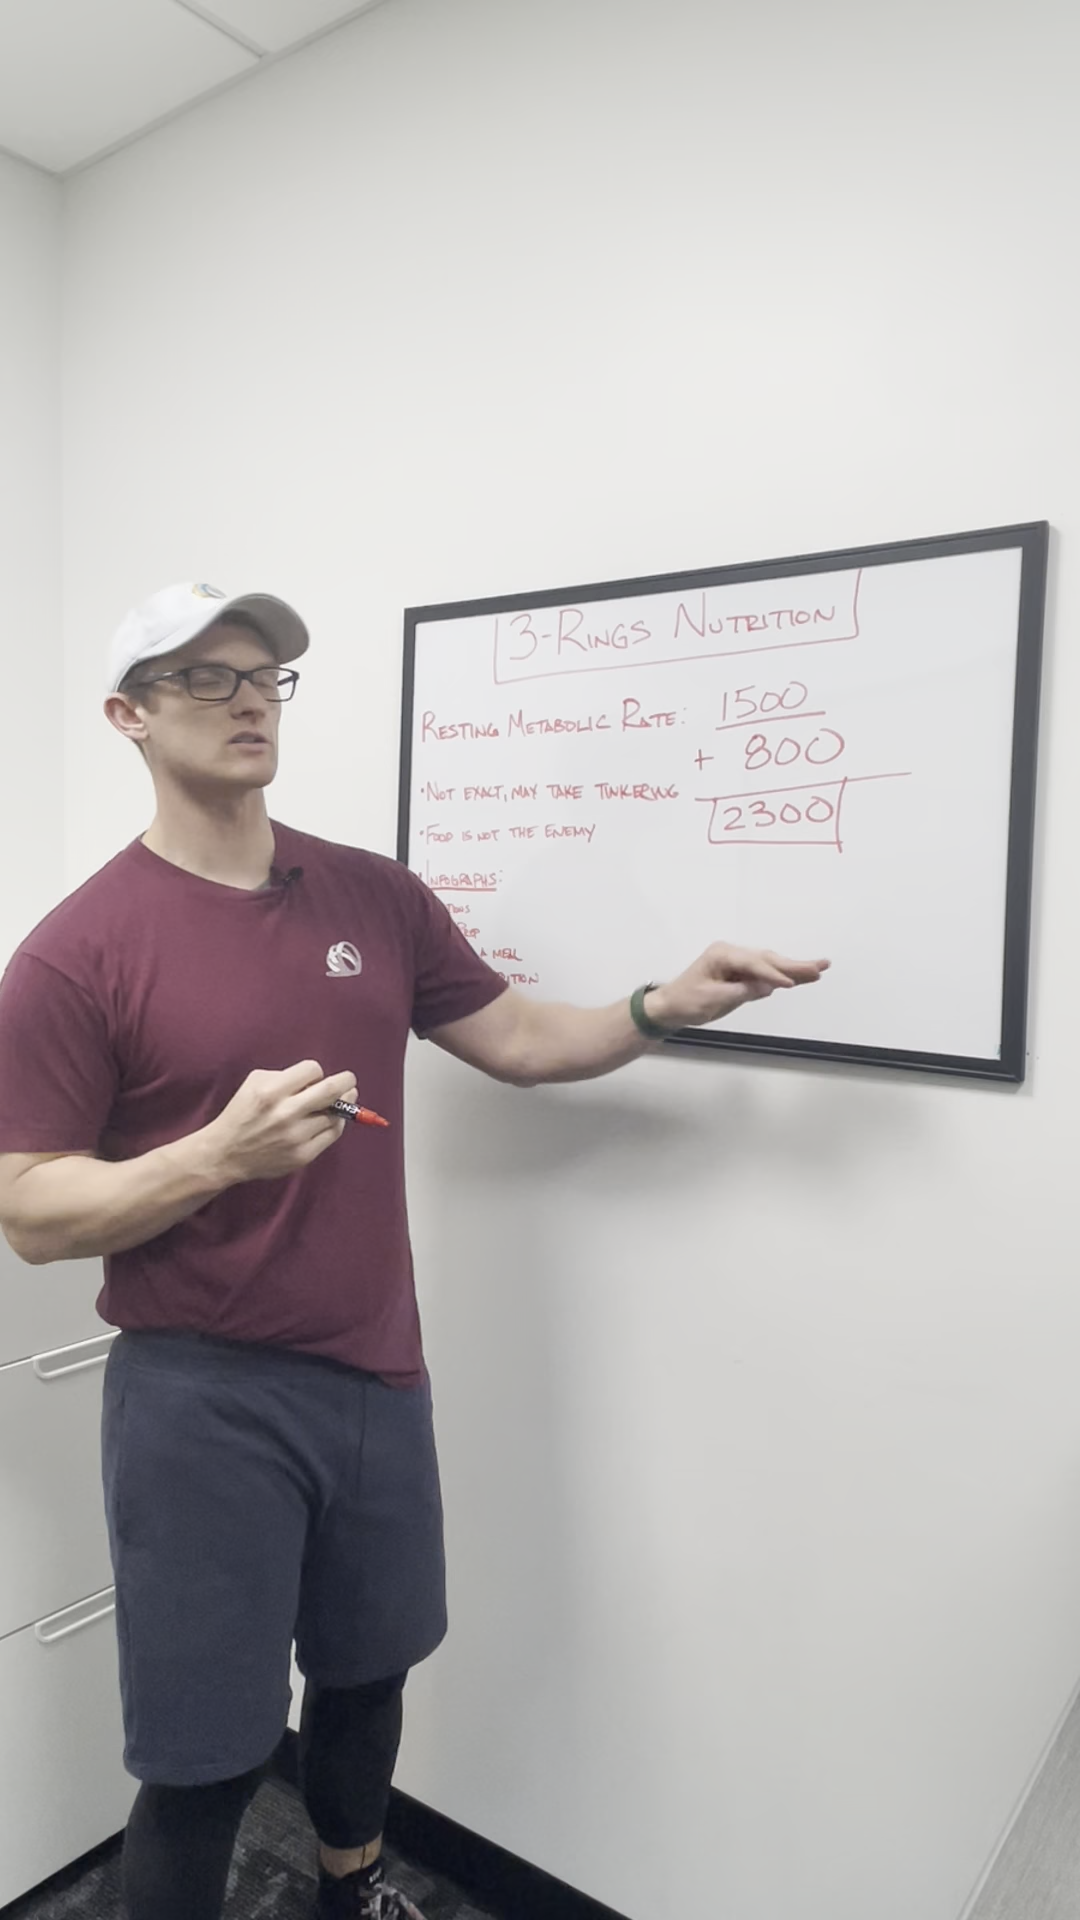 3-RINGS NUTRITION
RESTING METABOLIC RATE: 1500
+ 800
2300
•NOT EXACT, MAY TAKE TINKERING
•FOOD IS NOT THE ENEMY
•INFOGRAPHS:
A MEAL